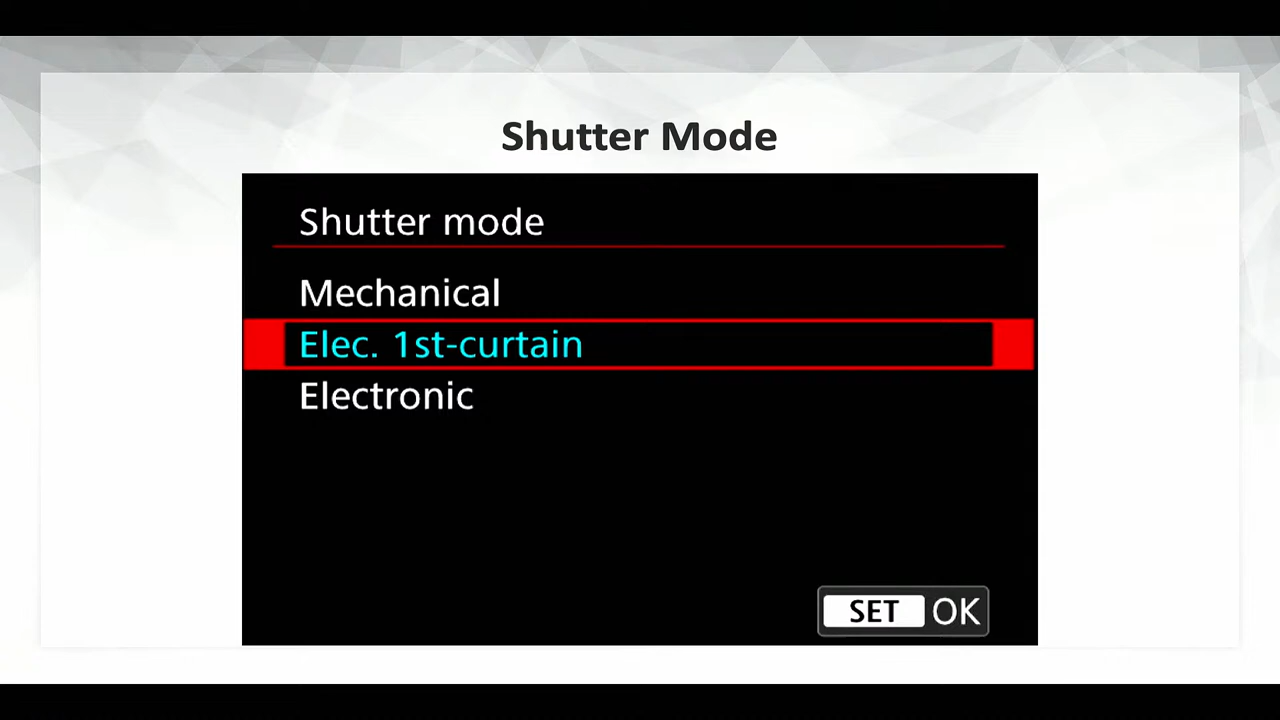 Shutter Mode
Shutter mode
Mechanical
Elec. 1st-curtain
Electronic
SET OK